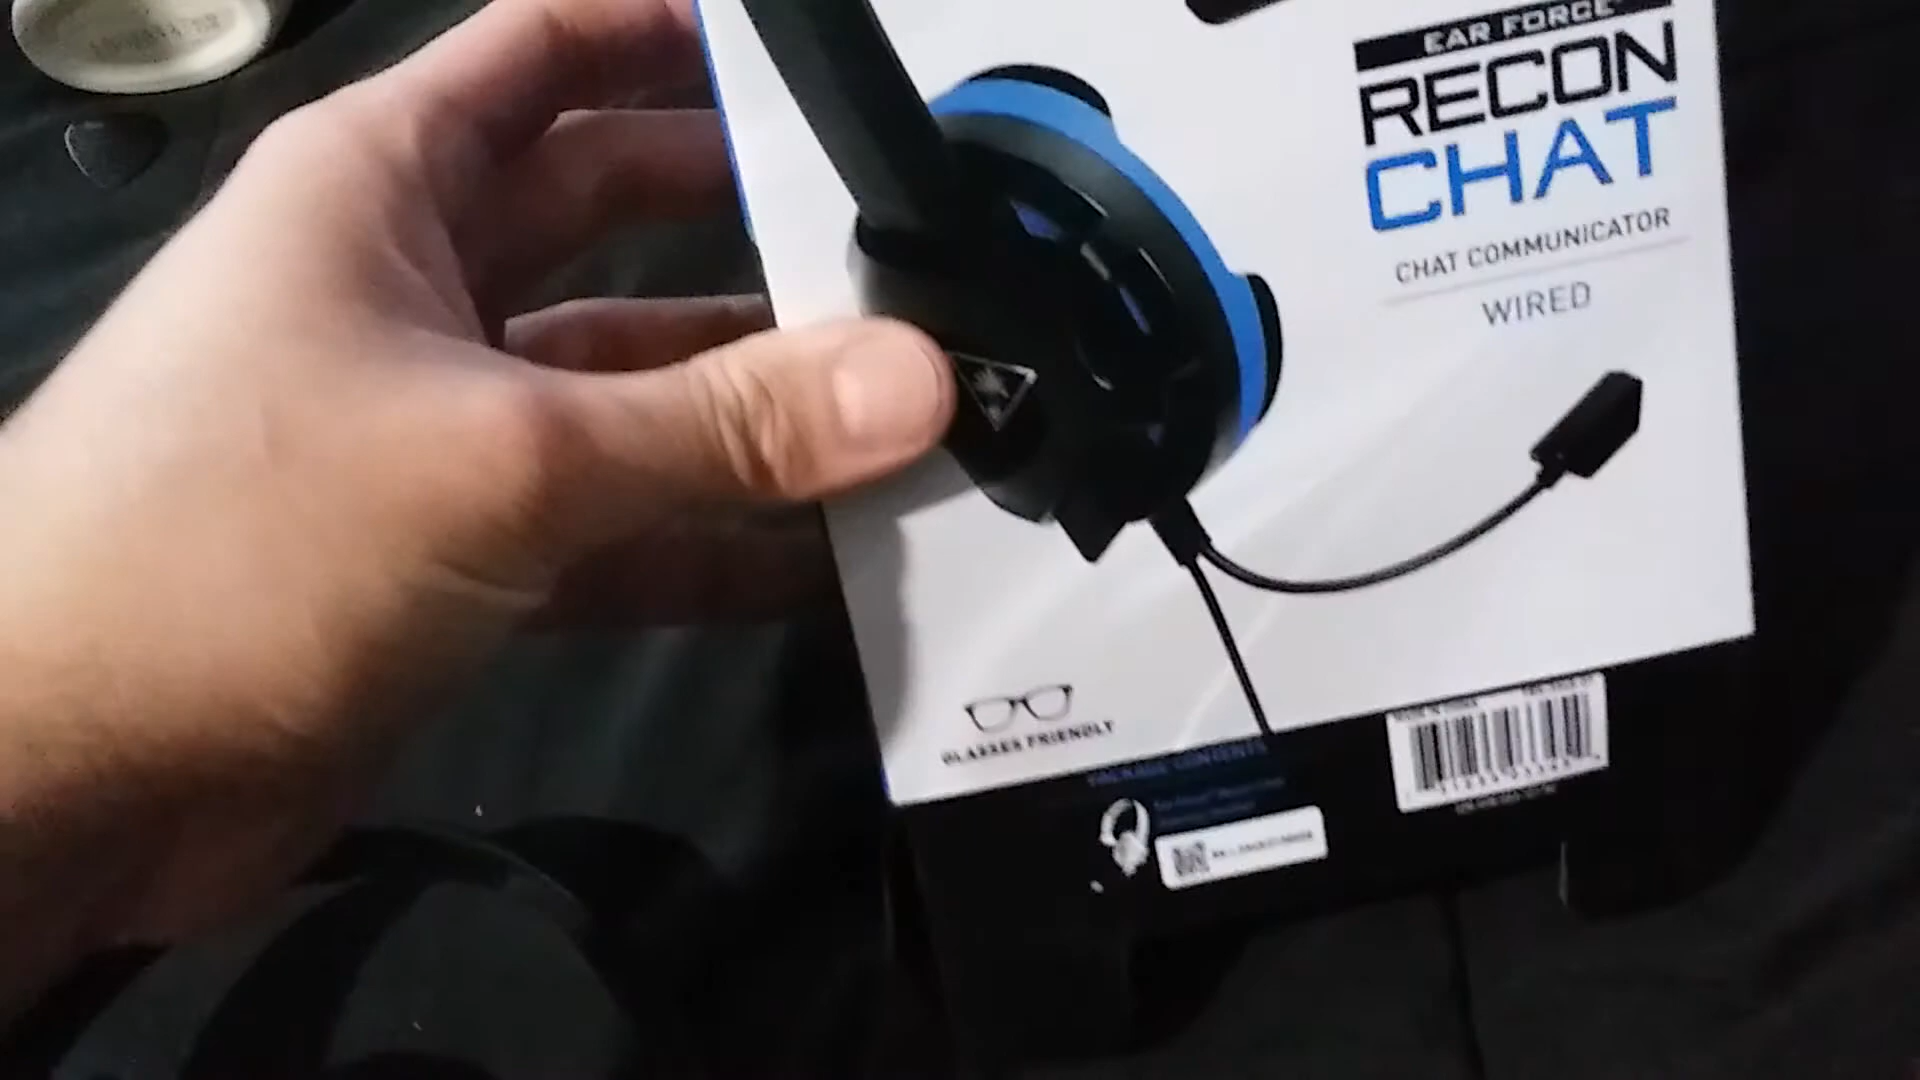 EAR FORCE
RECON
CHAT
CHAT COMMUNICATOR
WIRED
GLASSES FRIENDLY
PACKAGE CONTENTS